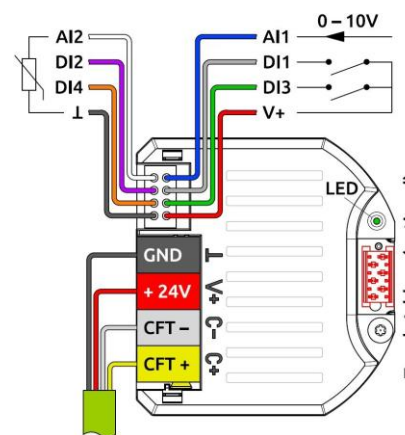 0 – 10V
AI2
AI1
DI2
DI1
DI4
DI3
⊥
V+
LED
GND
⊥
+ 24V
V+
CFT –
C–
CFT +
C+